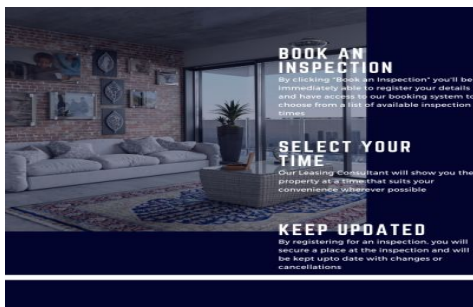 BOOK AN
INSPECTION
By clicking "Book an Inspection" you'll be
immediately able to register your details
and have access to our booking system to
choose from a list of available inspection
times
SELECT YOUR
TIME
Our Leasing Consultant will show you the
property at a time that suits your
convenience wherever possible
KEEP UPDATED
By registering for an inspection, you will
secure a place at the inspection and will
be kept upto date with changes or
cancellations